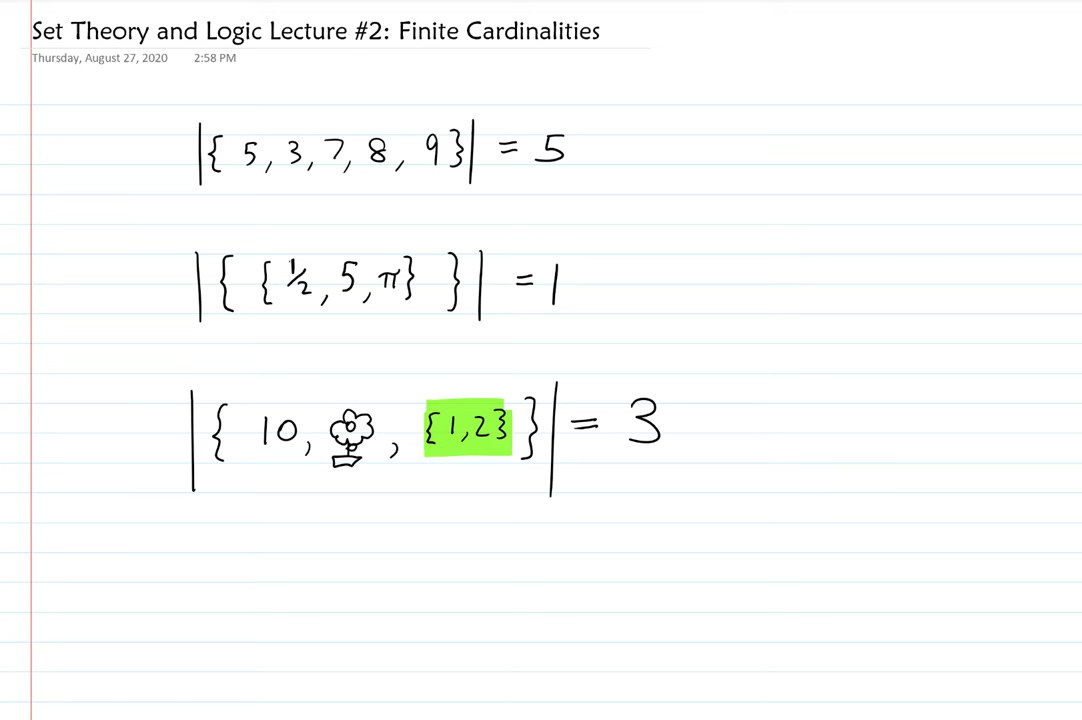 Set Theory and Logic Lecture #2: Finite Cardinalities
Thursday, August 27, 2020 2:58 PM
|{ 5, 3, 7, 8, 9}| = 5
|{ {½, 5, π} }| = 1
|{ 10, , {1,2} }| = 3